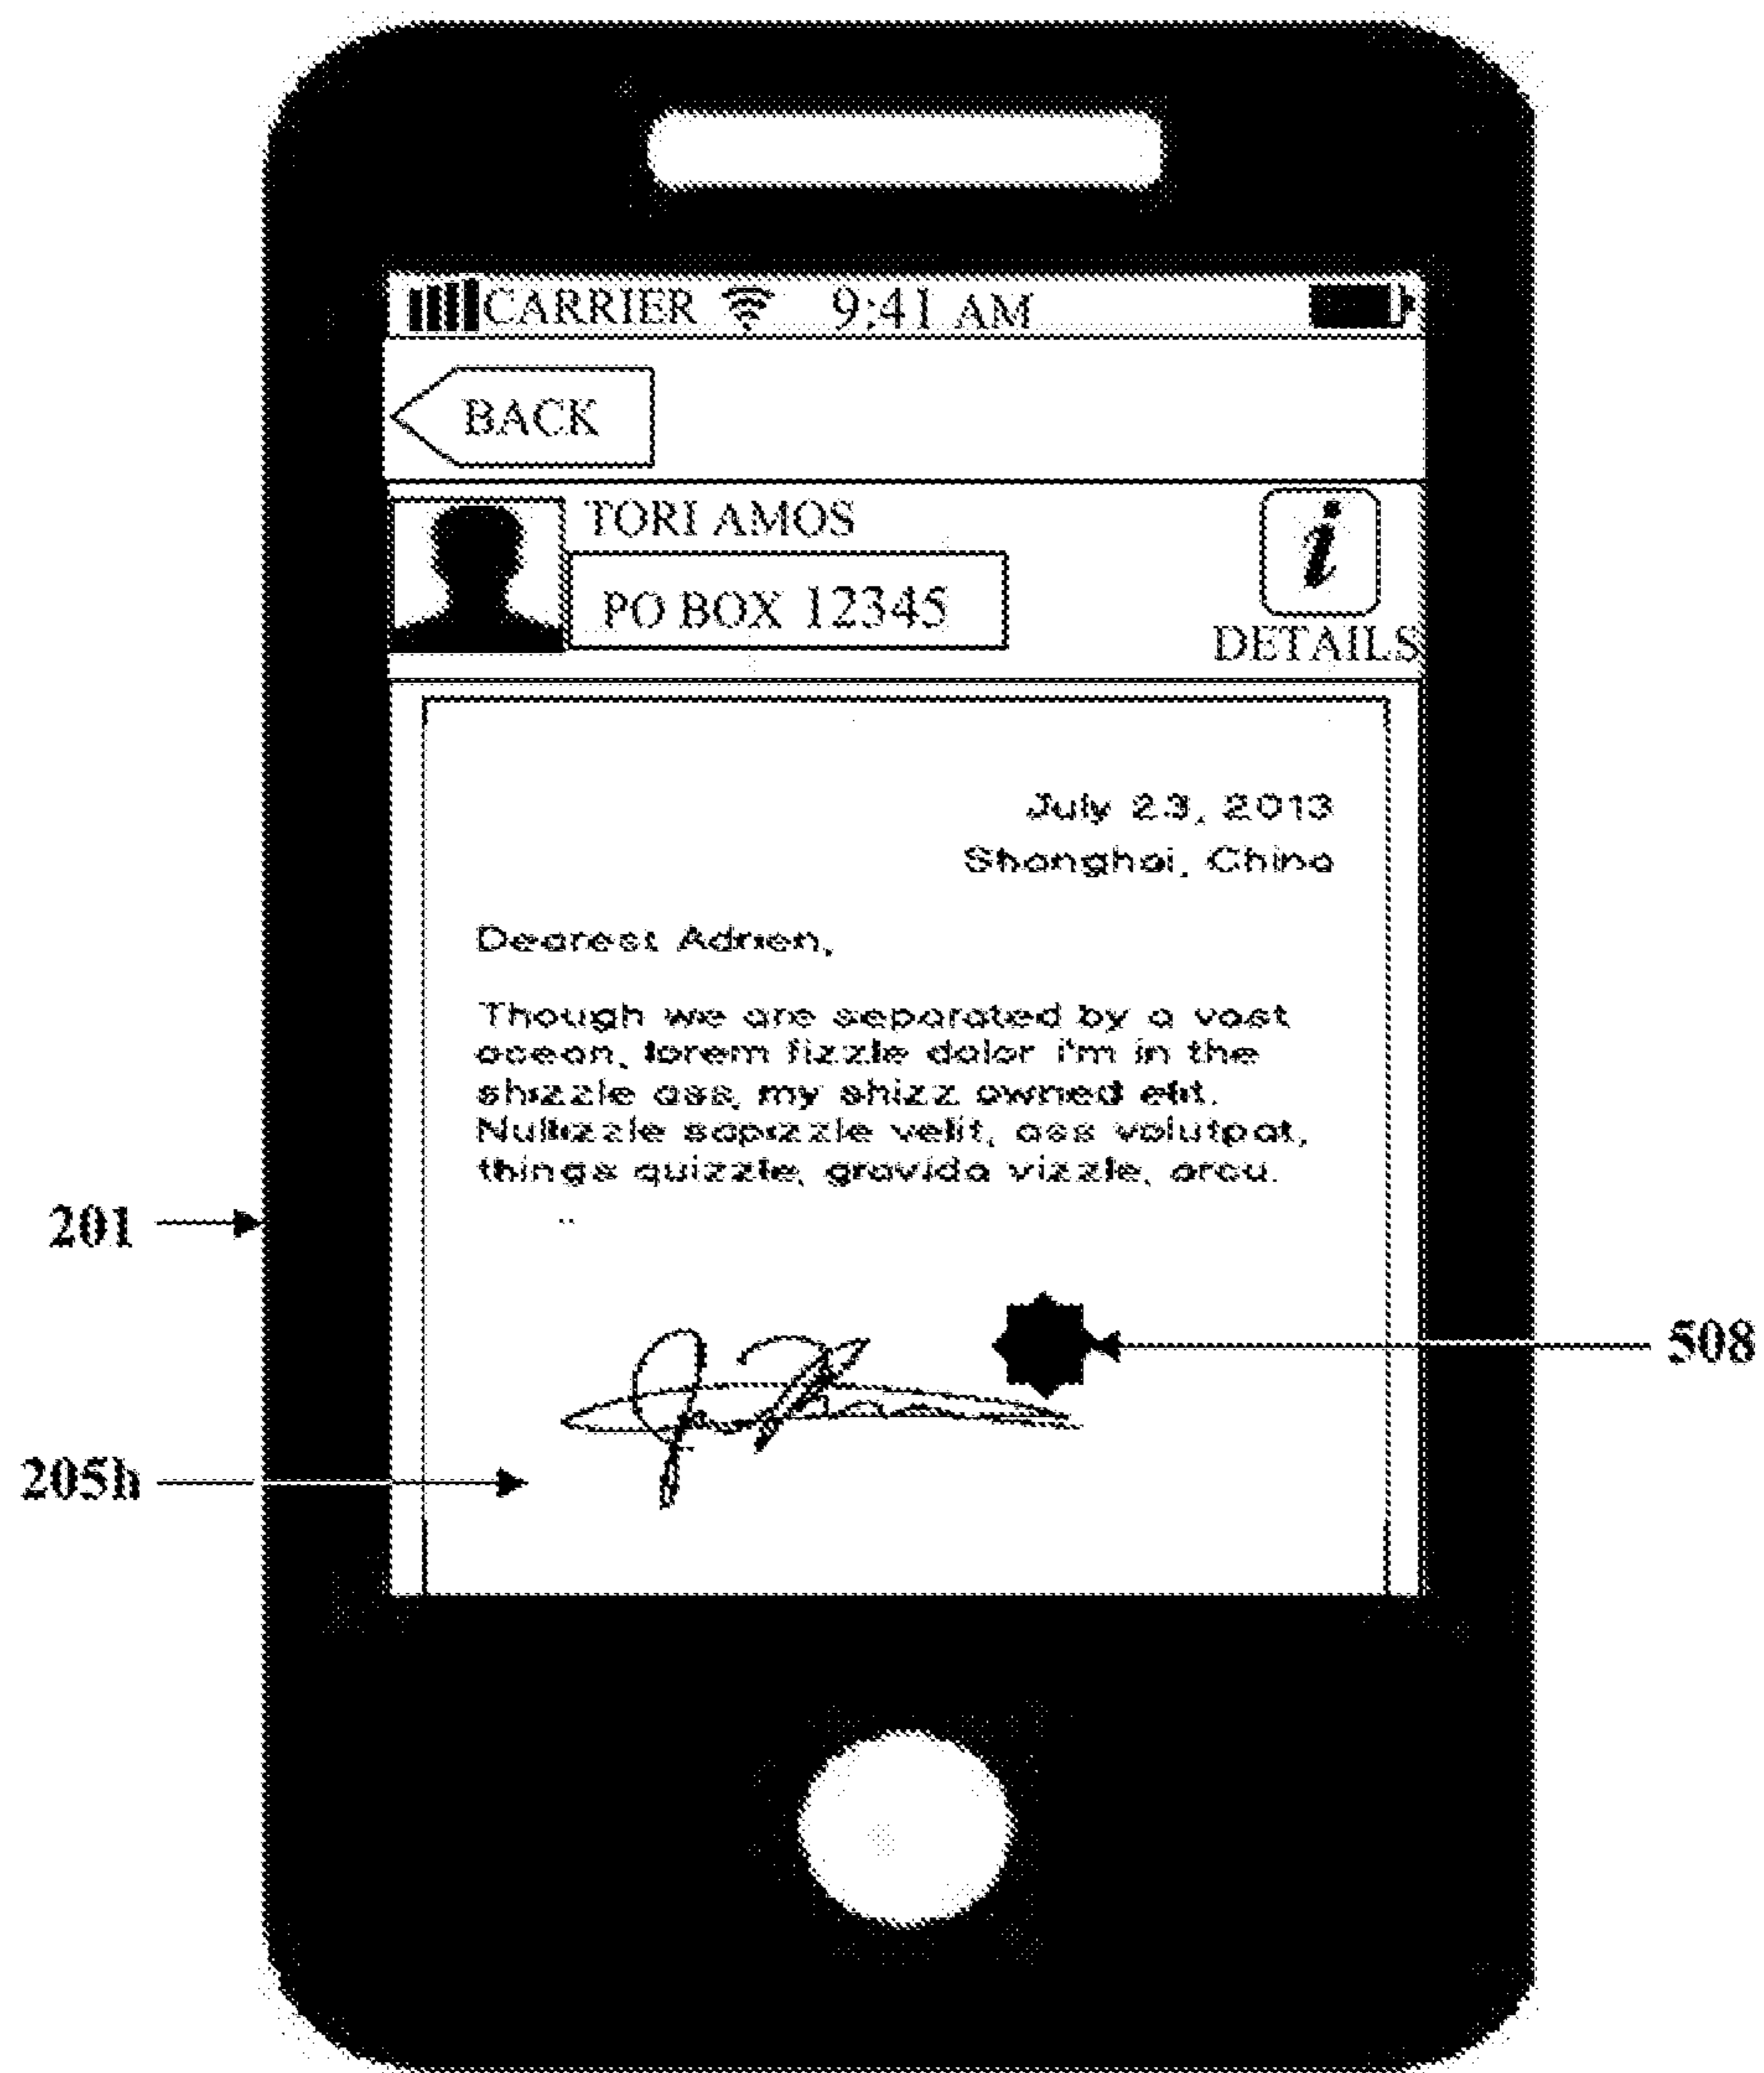 CARRIER 9:41 AM
BACK
TORI AMOS
PO BOX 12345
i
DETAILS
July 23, 2013
Shanghai, China
Dearest Adrien,
Though we are separated by a vast
ocean, lorem fizzle dolor i'm in the
shizzle ass, my shizz owned elit.
Nullizzle sapizzle velit, ass volutpat,
things quizzle, gravida vizzle, arcu.
..
201
508
205h